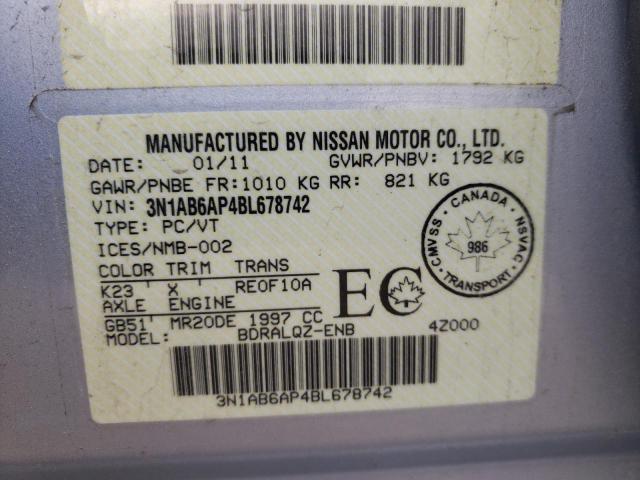 MANUFACTURED BY NISSAN MOTOR CO., LTD.
DATE: 01/11 GVWR/PNBV: 1792 KG
GAWR/PNBE FR:1010 KG RR: 821 KG
VIN: 3N1AB6AP4BL678742
TYPE: PC/VT
ICES/NMB-002
COLOR TRIM TRANS
K23 X RE0F10A
AXLE ENGINE
GB51 MR20DE 1997 CC
MODEL: BDRALQZ-ENB 4Z000
EC
CANADA
CMVSS - NSVAC
986
TRANSPORT
3N1AB6AP4BL678742